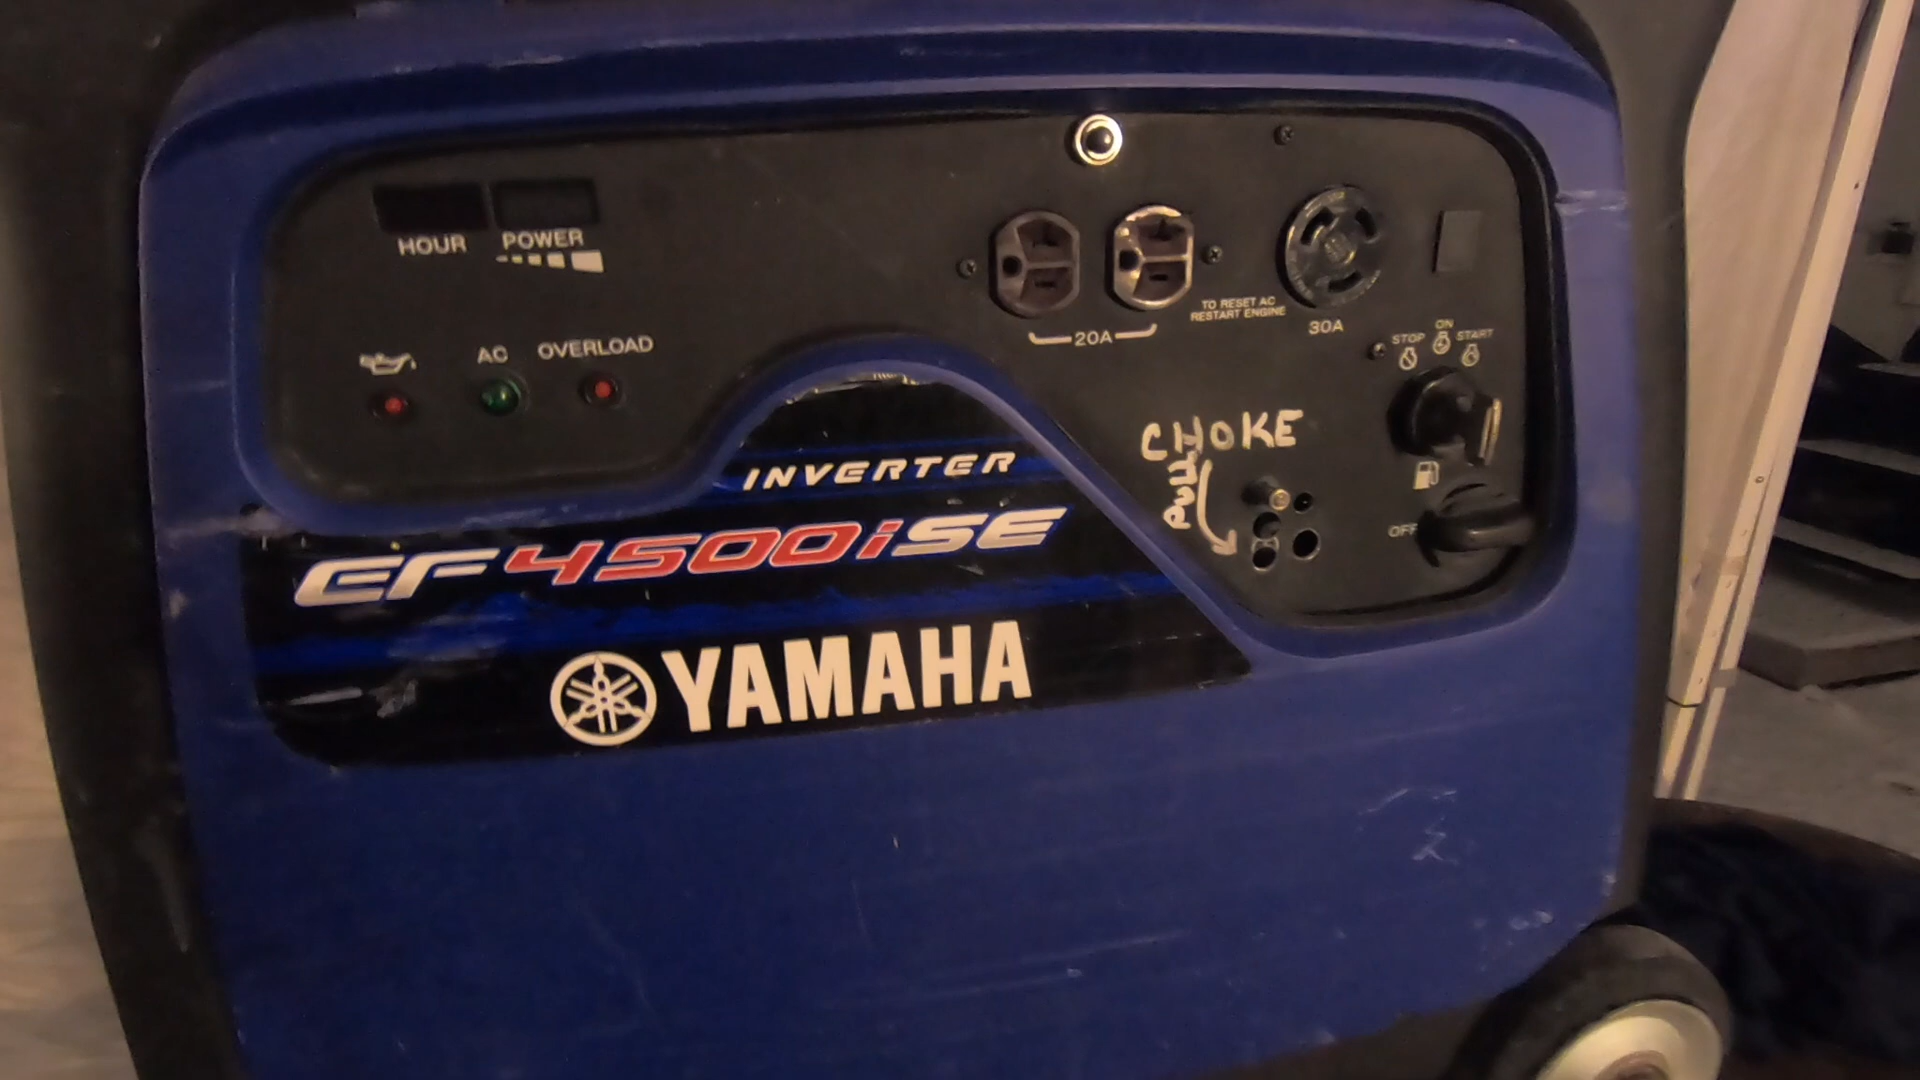 HOUR POWER
AC OVERLOAD
20A
TO RESET AC
RESTART ENGINE
30A
STOP ON START
CHOKE
PULL
OFF
INVERTER
EF4500iSE
YAMAHA